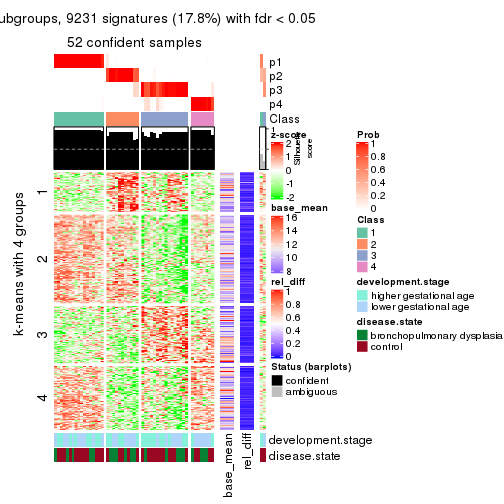 ubgroups, 9231 signatures (17.8%) with fdr < 0.05
52 confident samples
p1
p2
p3
p4
Class
1
Silhouette
score
k-means with 4 groups
1
2
3
4
base_mean
rel_diff
development.stage
disease.state
z-score
2
1
0
-1
-2
base_mean
16
14
12
10
8
rel_diff
1
0.8
0.6
0.4
0.2
0
Status (barplots)
confident
ambiguous
Prob
1
0.8
0.6
0.4
0.2
0
Class
1
2
3
4
development.stage
higher gestational age
lower gestational age
disease.state
bronchopulmonary dysplasia
control